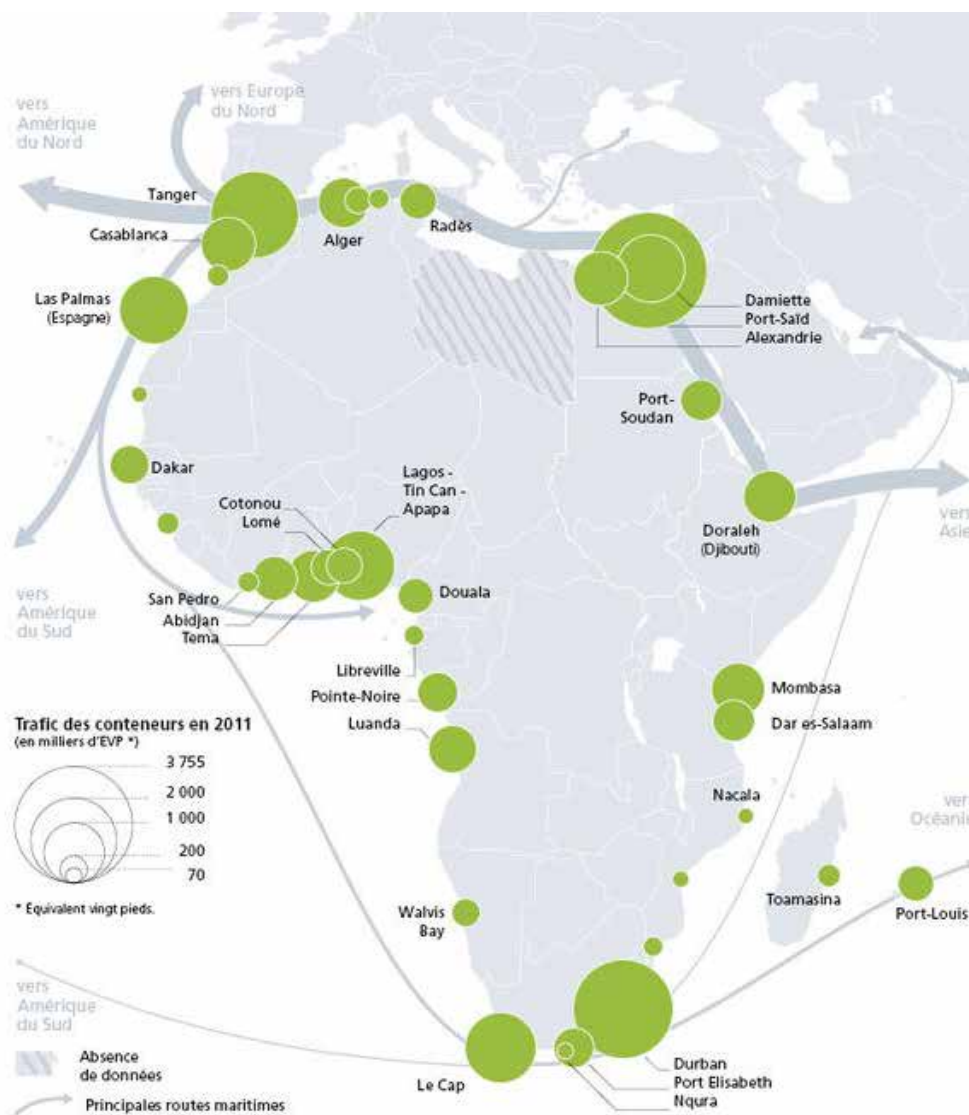 vers
Amérique
du Nord
vers Europe
du Nord
Tanger
Casablanca
Alger
Radès
Las Palmas
(Espagne)
Damiette
Port-Saïd
Alexandrie
Port-
Soudan
Dakar
Lagos -
Tin Can -
Apapa
Cotonou
Lomé
Doraleh
(Djibouti)
vers
Asie
San Pedro
Abidjan
Tema
Douala
vers
Amérique
du Sud
Libreville
Pointe-Noire
Luanda
Mombasa
Dar es-Salaam
Trafic des conteneurs en 2011
(en milliers d'EVP *)
3 755
2 000
1 000
200
70
* Équivalent vingt pieds.
Nacala
vers
Océanie
Walvis
Bay
Toamasina
Port-Louis
vers
Amérique
du Sud
Absence
de données
Principales routes maritimes
Le Cap
Durban
Port Elisabeth
Nqura